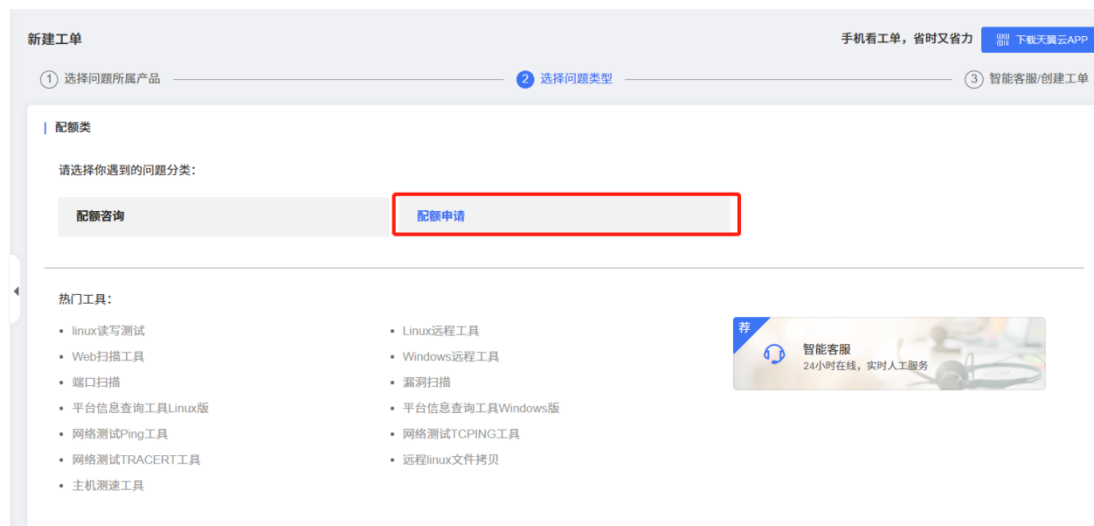 新建工单
手机看工单，省时又省力
下载天翼云APP
1 选择问题所属产品
2 选择问题类型
3 智能客服/创建工单
配额类
请选择你遇到的问题分类：
配额咨询
配额申请
热门工具：
• linux读写测试
• Linux远程工具
• Web扫描工具
• Windows远程工具
• 端口扫描
• 漏洞扫描
• 平台信息查询工具Linux版
• 平台信息查询工具Windows版
• 网络测试Ping工具
• 网络测试TCPING工具
• 网络测试TRACERT工具
• 远程linux文件拷贝
• 主机测速工具
荐
智能客服
24小时在线，实时人工服务